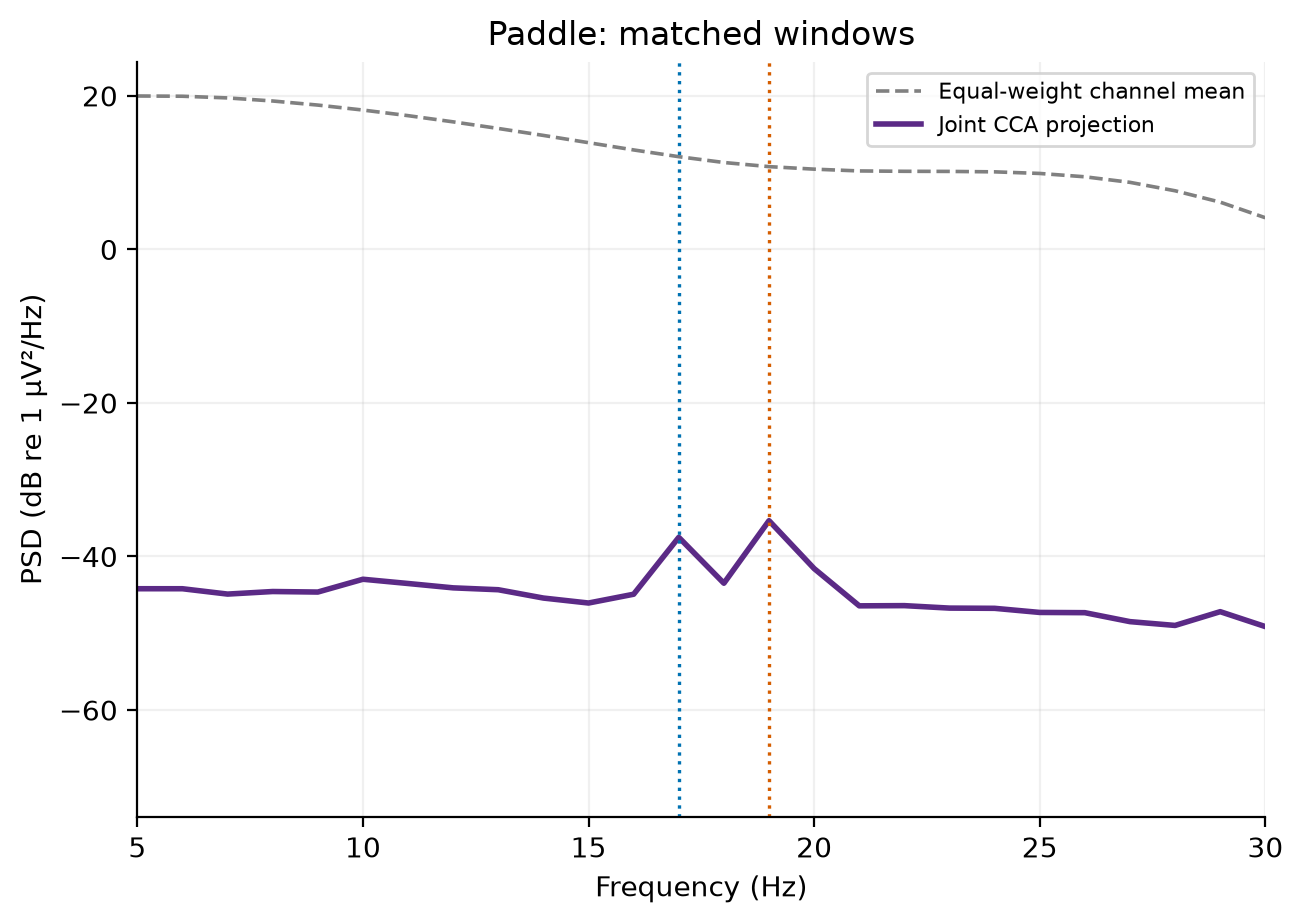 Paddle: matched windows
Equal-weight channel mean
Joint CCA projection
PSD (dB re 1 µV²/Hz)
20
0
−20
−40
−60
5 10 15 20 25 30
Frequency (Hz)